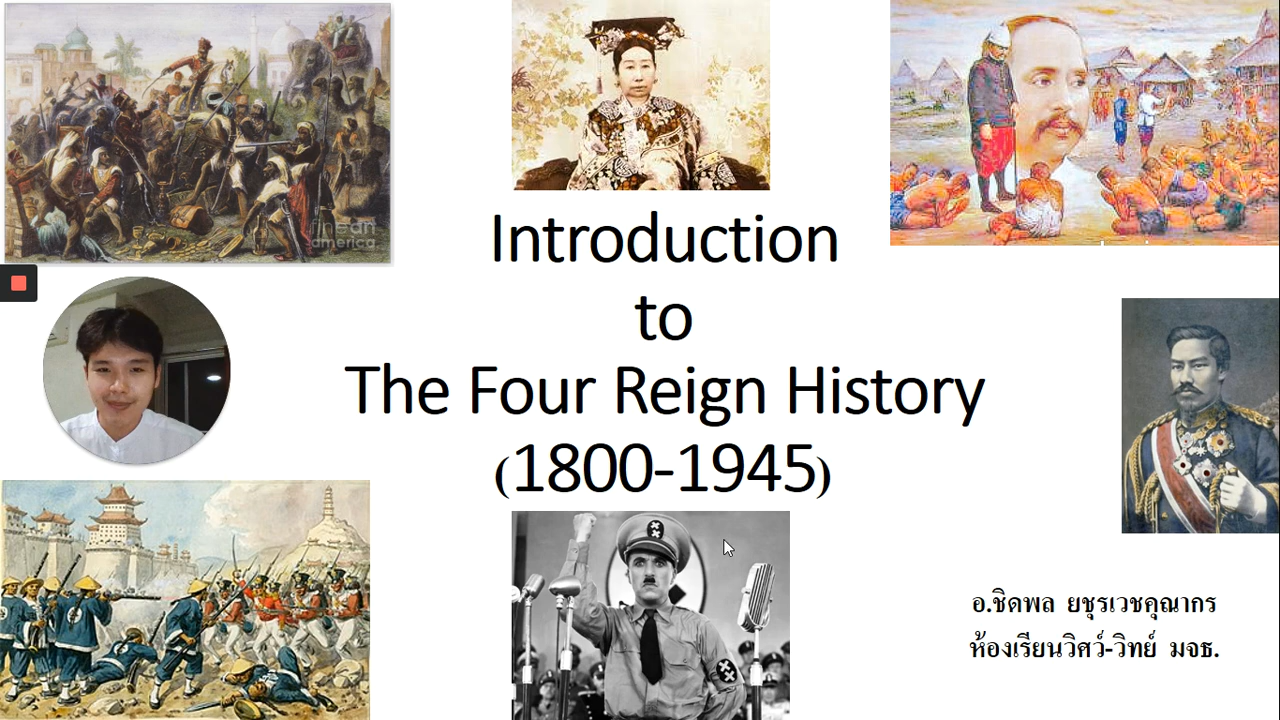 fineart
america
Introduction
to
The Four Reign History
(1800-1945)
อ.ชิดพล ยชุรเวชคุณากร
ห้องเรียนวิศว์-วิทย์ มจธ.